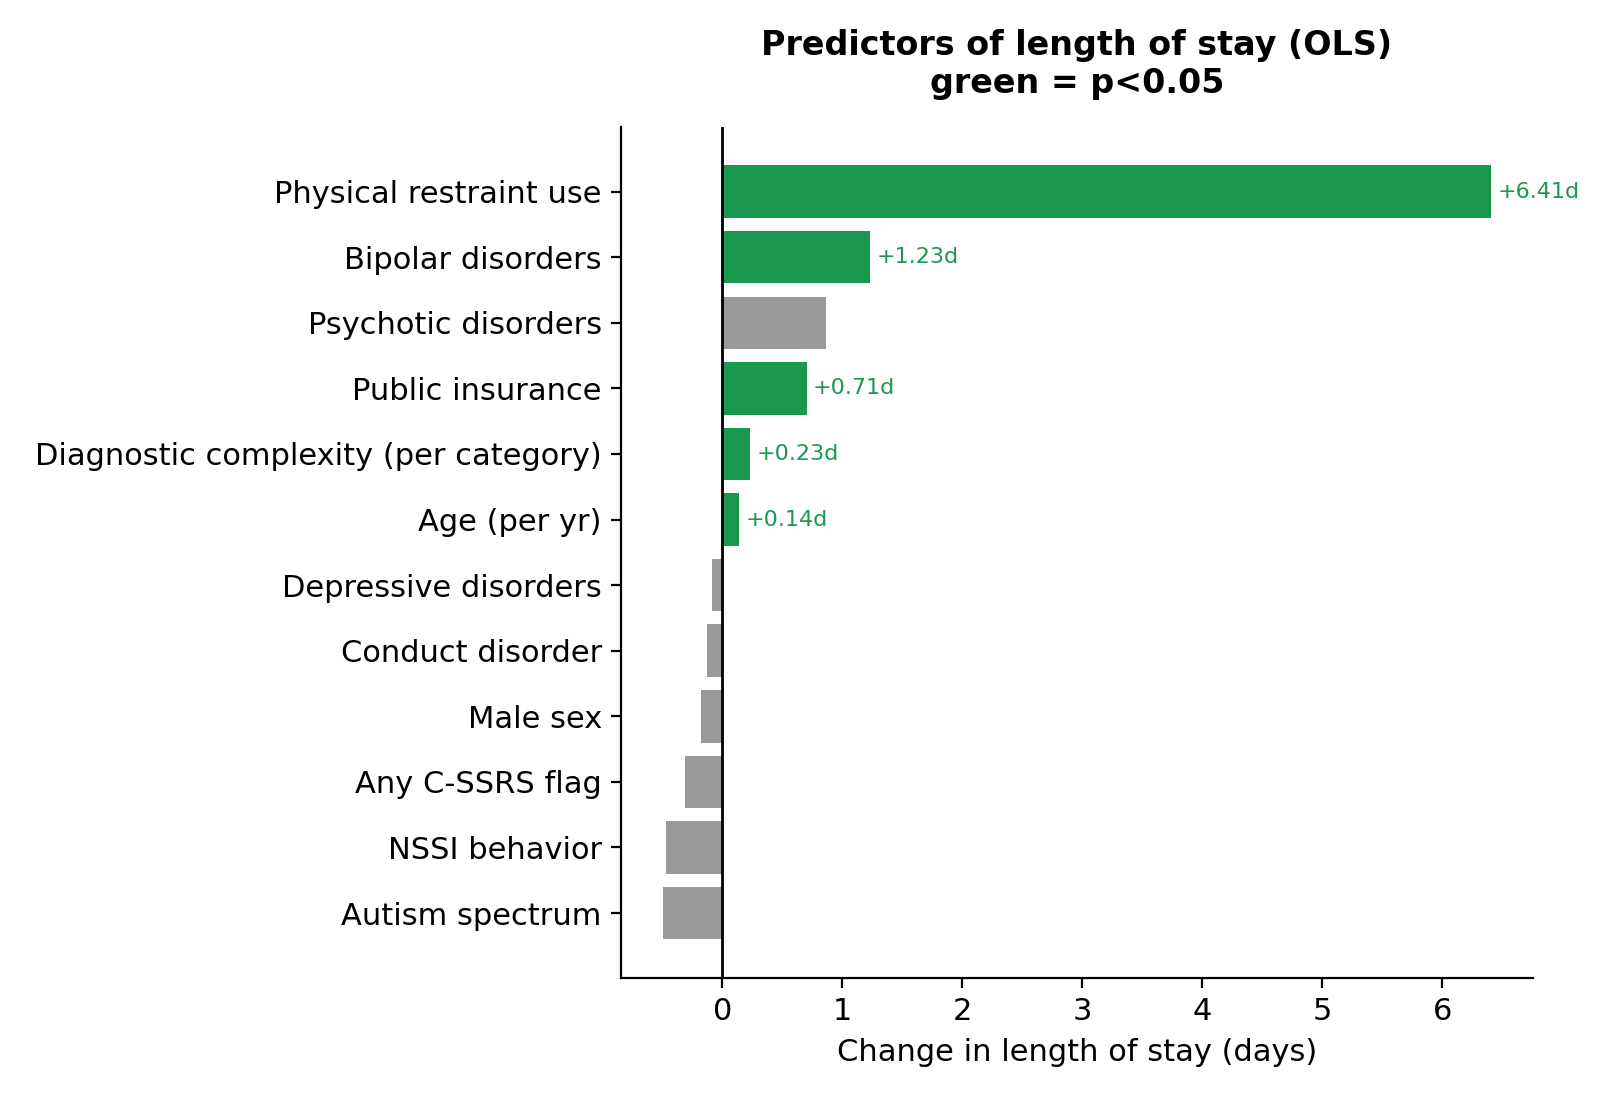 Predictors of length of stay (OLS)
green = p<0.05
Physical restraint use
+6.41d
Bipolar disorders
+1.23d
Psychotic disorders
Public insurance
+0.71d
Diagnostic complexity (per category)
+0.23d
Age (per yr)
+0.14d
Depressive disorders
Conduct disorder
Male sex
Any C-SSRS flag
NSSI behavior
Autism spectrum
0 1 2 3 4 5 6
Change in length of stay (days)